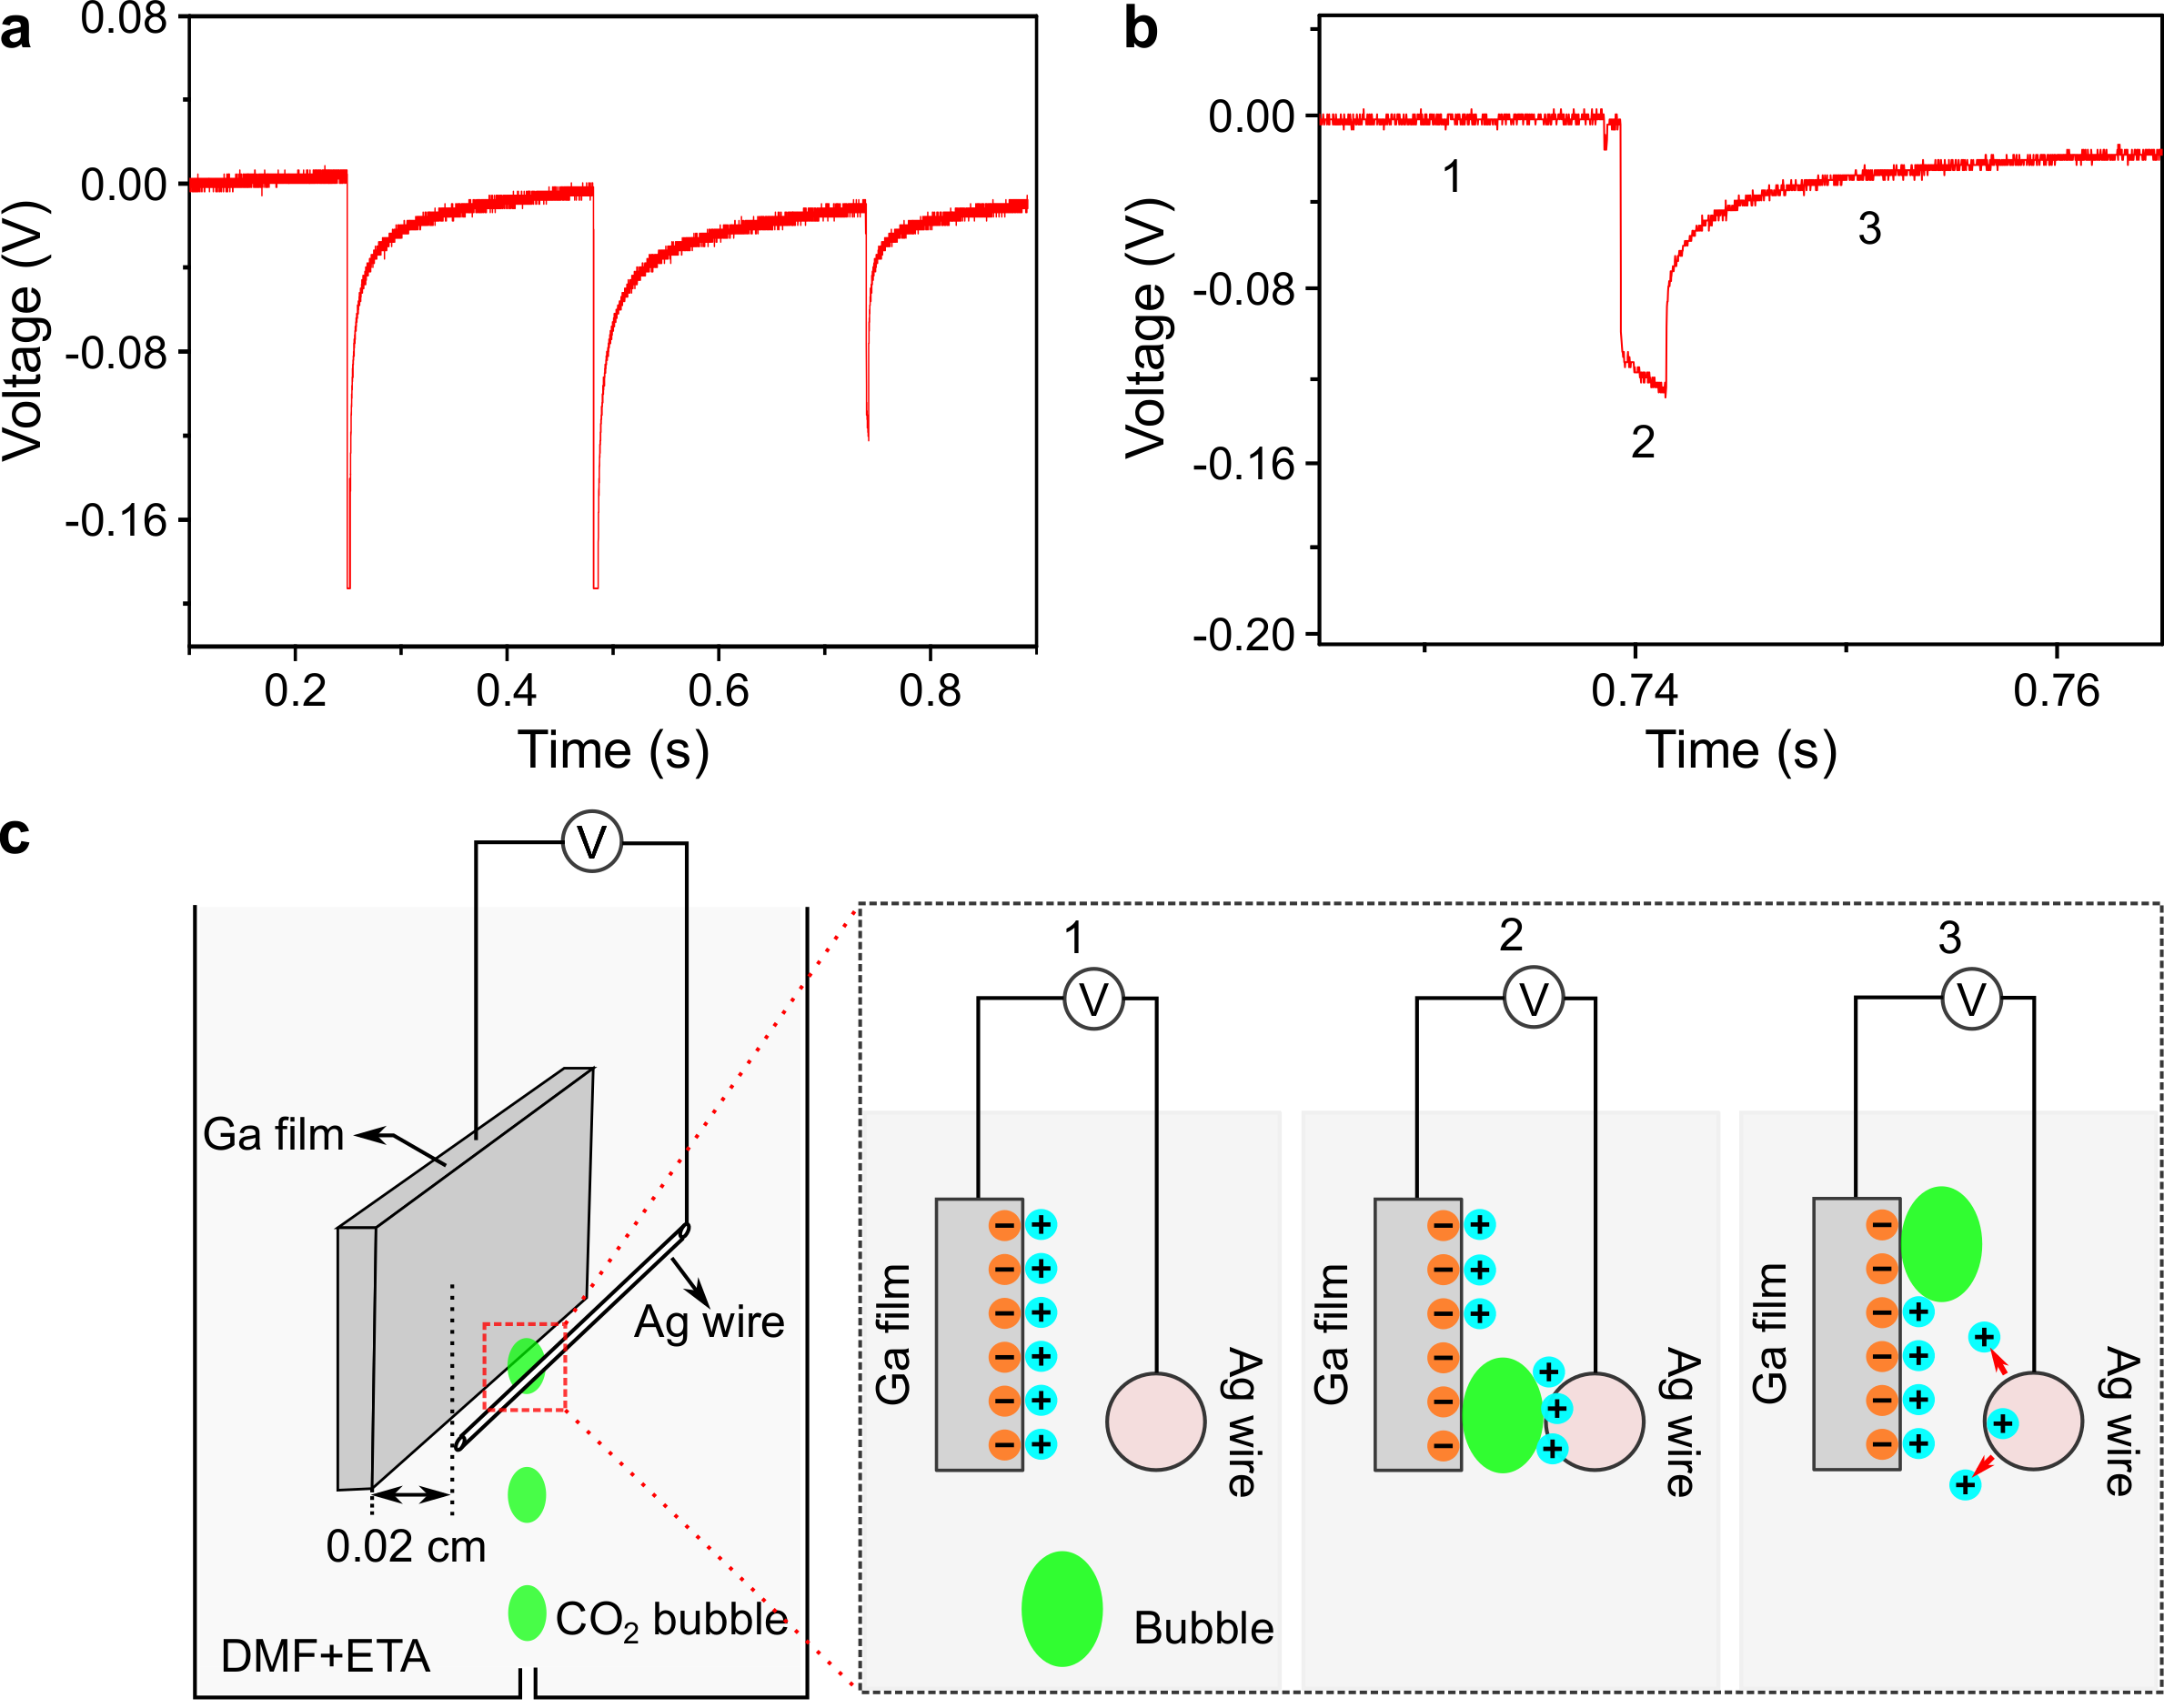 a
0.08
0.00
-0.08
-0.16
Voltage (V)
0.2 0.4 0.6 0.8
Time (s)
b
0.00
-0.08
-0.16
-0.20
Voltage (V)
1
2
3
0.74 0.76
Time (s)
c
V
Ga film
Ag wire
0.02 cm
CO₂ bubble
DMF+ETA
1
V
Ga film
Ag wire
Bubble
2
V
Ga film
Ag wire
3
V
Ga film
Ag wire